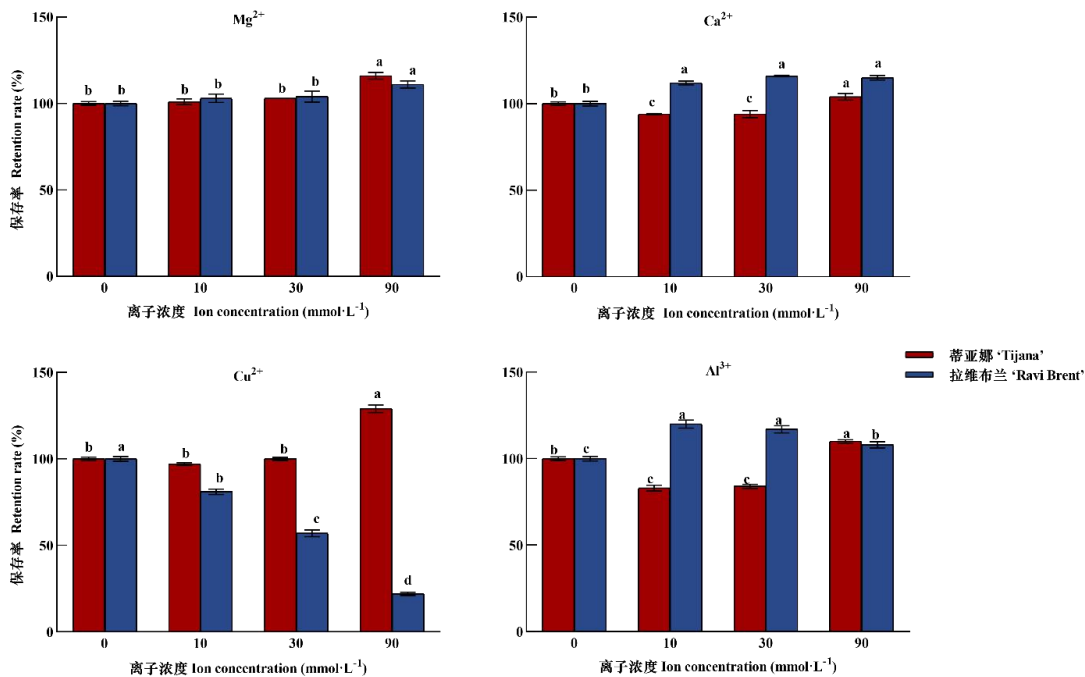 Mg²⁺
150
100
50
0
保存率 Retention rate (%)
b b b b b b a a
0 10 30 90
离子浓度 Ion concentration (mmol·L⁻¹)
Ca²⁺
150
100
50
0
b b c a c a a a
0 10 30 90
离子浓度 Ion concentration (mmol·L⁻¹)
蒂亚娜 ‘Tijana’
拉维布兰 ‘Ravi Brent’
Cu²⁺
150
100
50
0
保存率 Retention rate (%)
b a b b b c a d
0 10 30 90
离子浓度 Ion concentration (mmol·L⁻¹)
Al³⁺
150
100
50
0
b c c a c a a b
0 10 30 90
离子浓度 Ion concentration (mmol·L⁻¹)